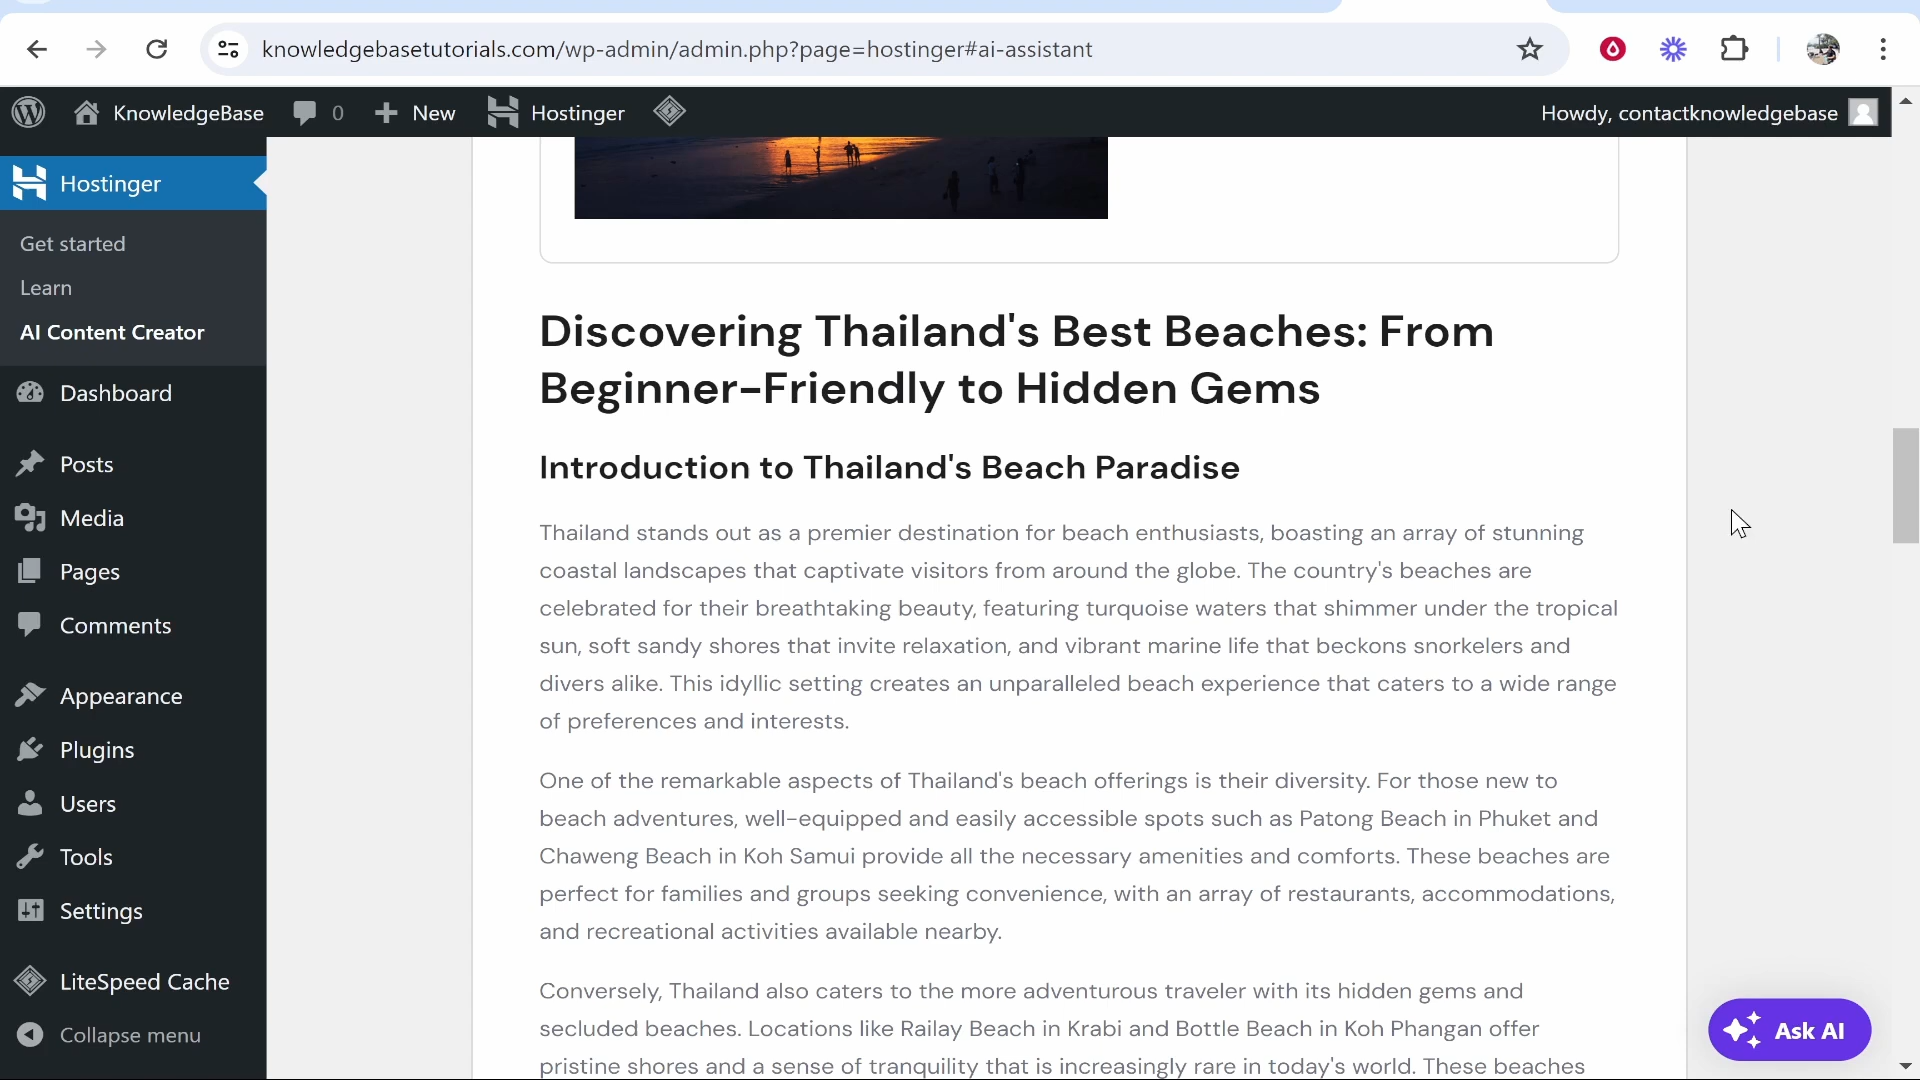 knowledgebasetutorials.com/wp-admin/admin.php?page=hostinger#ai-assistant
KnowledgeBase
0
New
Hostinger
Howdy, contactknowledgebase
Hostinger
Get started
Learn
AI Content Creator
Dashboard
Posts
Media
Pages
Comments
Appearance
Plugins
Users
Tools
Settings
LiteSpeed Cache
Collapse menu
Discovering Thailand's Best Beaches: From
Beginner-Friendly to Hidden Gems
Introduction to Thailand's Beach Paradise
Thailand stands out as a premier destination for beach enthusiasts, boasting an array of stunning
coastal landscapes that captivate visitors from around the globe. The country's beaches are
celebrated for their breathtaking beauty, featuring turquoise waters that shimmer under the tropical
sun, soft sandy shores that invite relaxation, and vibrant marine life that beckons snorkelers and
divers alike. This idyllic setting creates an unparalleled beach experience that caters to a wide range
of preferences and interests.
One of the remarkable aspects of Thailand's beach offerings is their diversity. For those new to
beach adventures, well-equipped and easily accessible spots such as Patong Beach in Phuket and
Chaweng Beach in Koh Samui provide all the necessary amenities and comforts. These beaches are
perfect for families and groups seeking convenience, with an array of restaurants, accommodations,
and recreational activities available nearby.
Conversely, Thailand also caters to the more adventurous traveler with its hidden gems and
secluded beaches. Locations like Railay Beach in Krabi and Bottle Beach in Koh Phangan offer
pristine shores and a sense of tranquility that is increasingly rare in today's world. These beaches
Ask AI